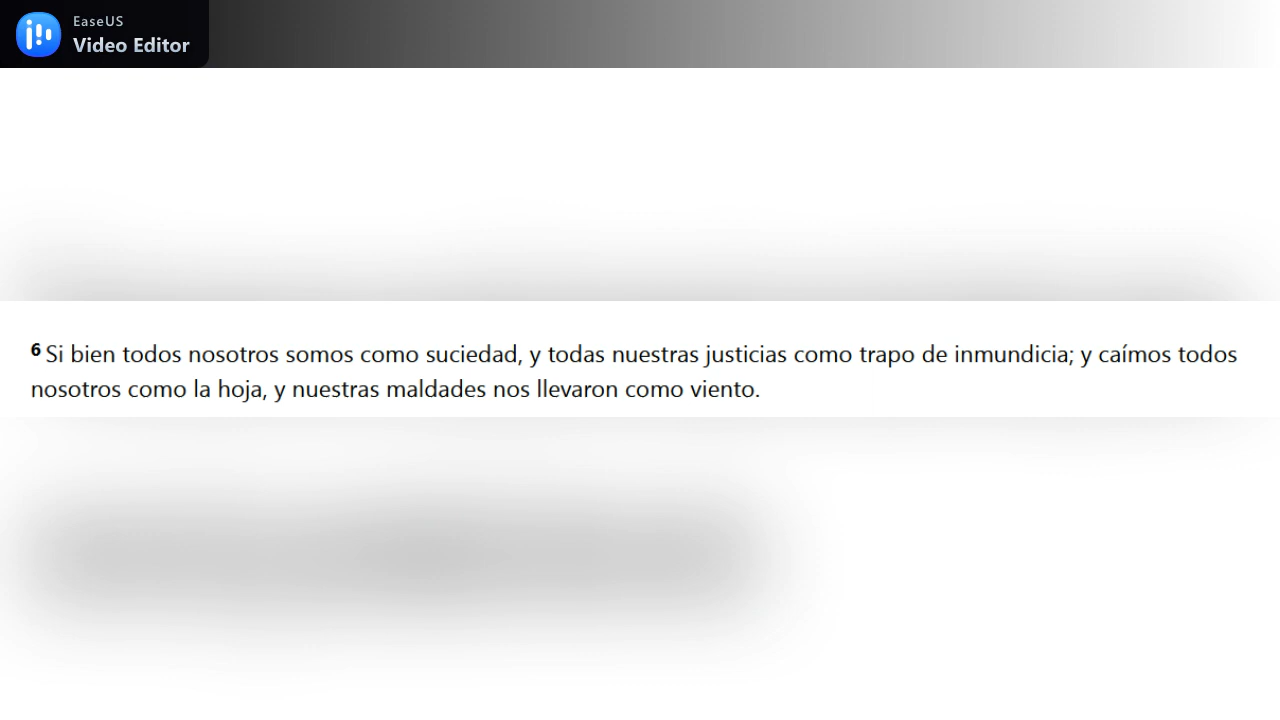 EaseUS
Video Editor
6 Si bien todos nosotros somos como suciedad, y todas nuestras justicias como trapo de inmundicia; y caímos todos
nosotros como la hoja, y nuestras maldades nos llevaron como viento.